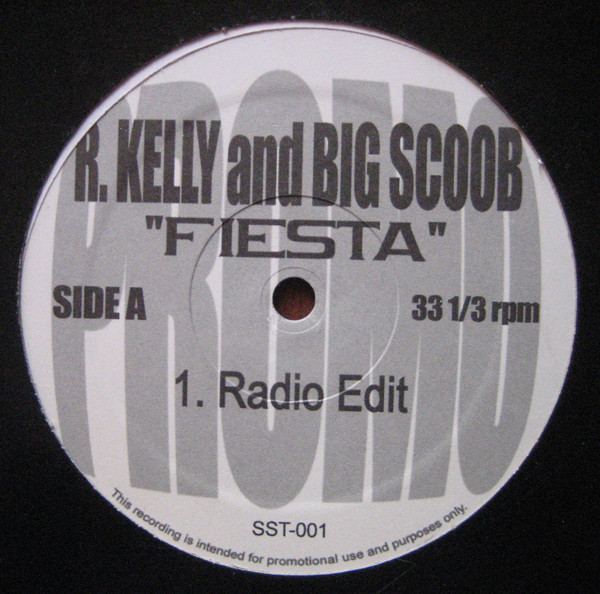 PROMO
R. KELLY and BIG SCOOB
"FIESTA"
SIDE A
33 1/3 rpm
1. Radio Edit
SST-001
This recording is intended for promotional use and purposes only.